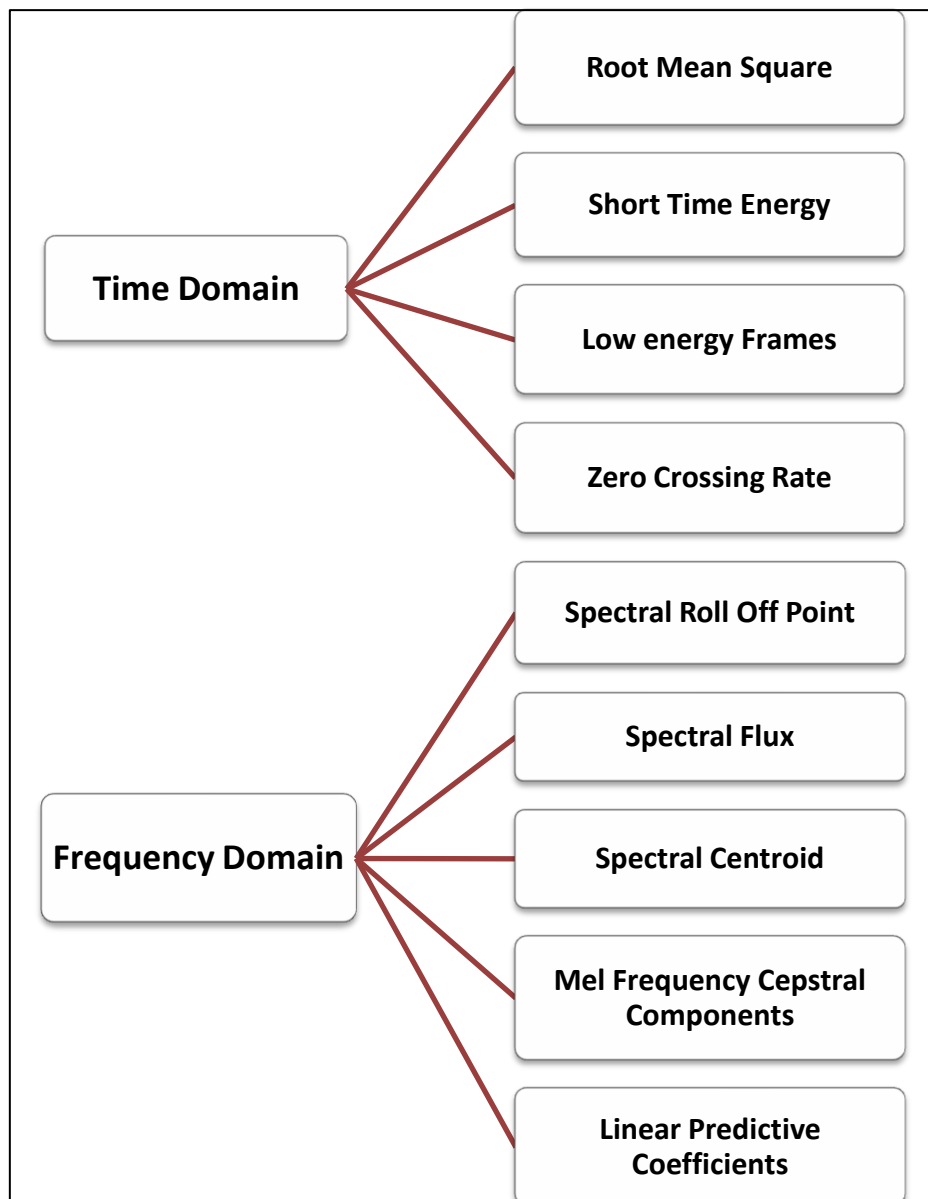 Root Mean Square
Short Time Energy
Time Domain
Low energy Frames
Zero Crossing Rate
Spectral Roll Off Point
Spectral Flux
Frequency Domain
Spectral Centroid
Mel Frequency Cepstral
Components
Linear Predictive
Coefficients